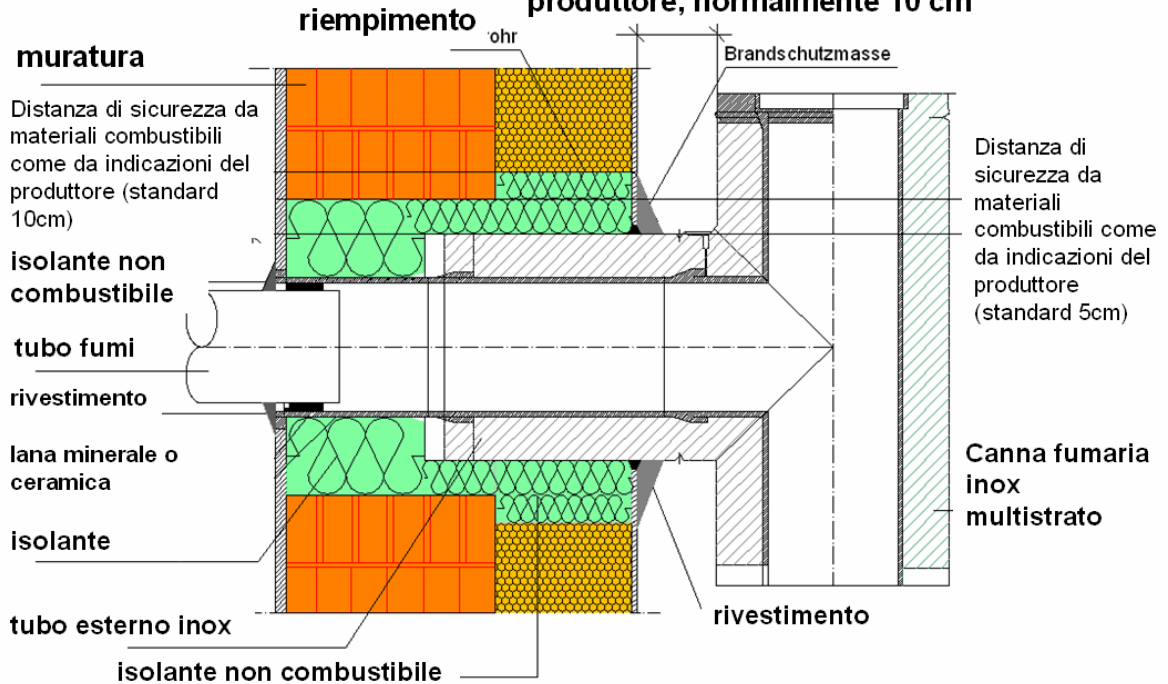 produttore, normalmente 10 cm
riempimento
rohr
Brandschutzmasse
muratura
Distanza di sicurezza da
materiali combustibili
come da indicazioni del
produttore (standard
10cm)
isolante non
combustibile
tubo fumi
rivestimento
lana minerale o
ceramica
isolante
tubo esterno inox
isolante non combustibile
rivestimento
Distanza di
sicurezza da
materiali
combustibili come
da indicazioni del
produttore
(standard 5cm)
Canna fumaria
inox
multistrato